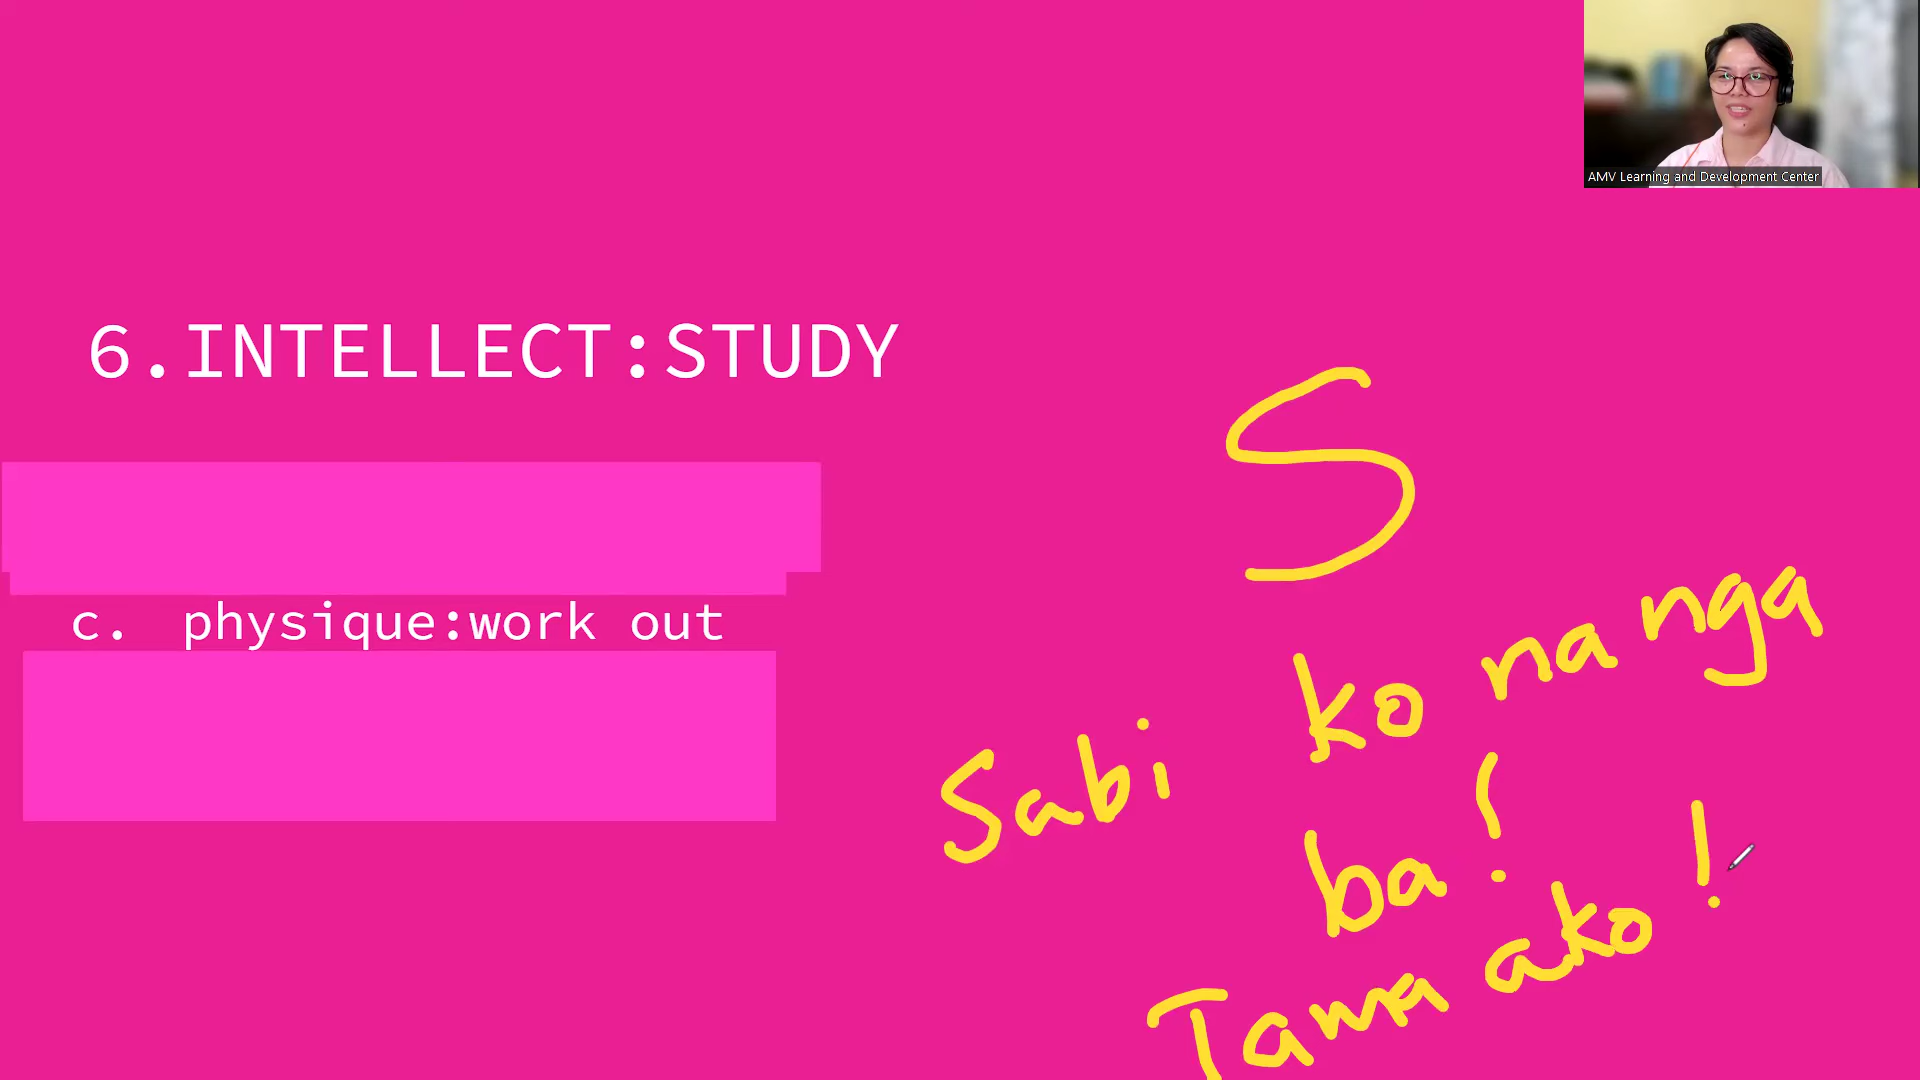 AMV Learning and Development Center
6.INTELLECT:STUDY
c. physique:work out
S
Sabi ko na nga
ba!
Tama ako!